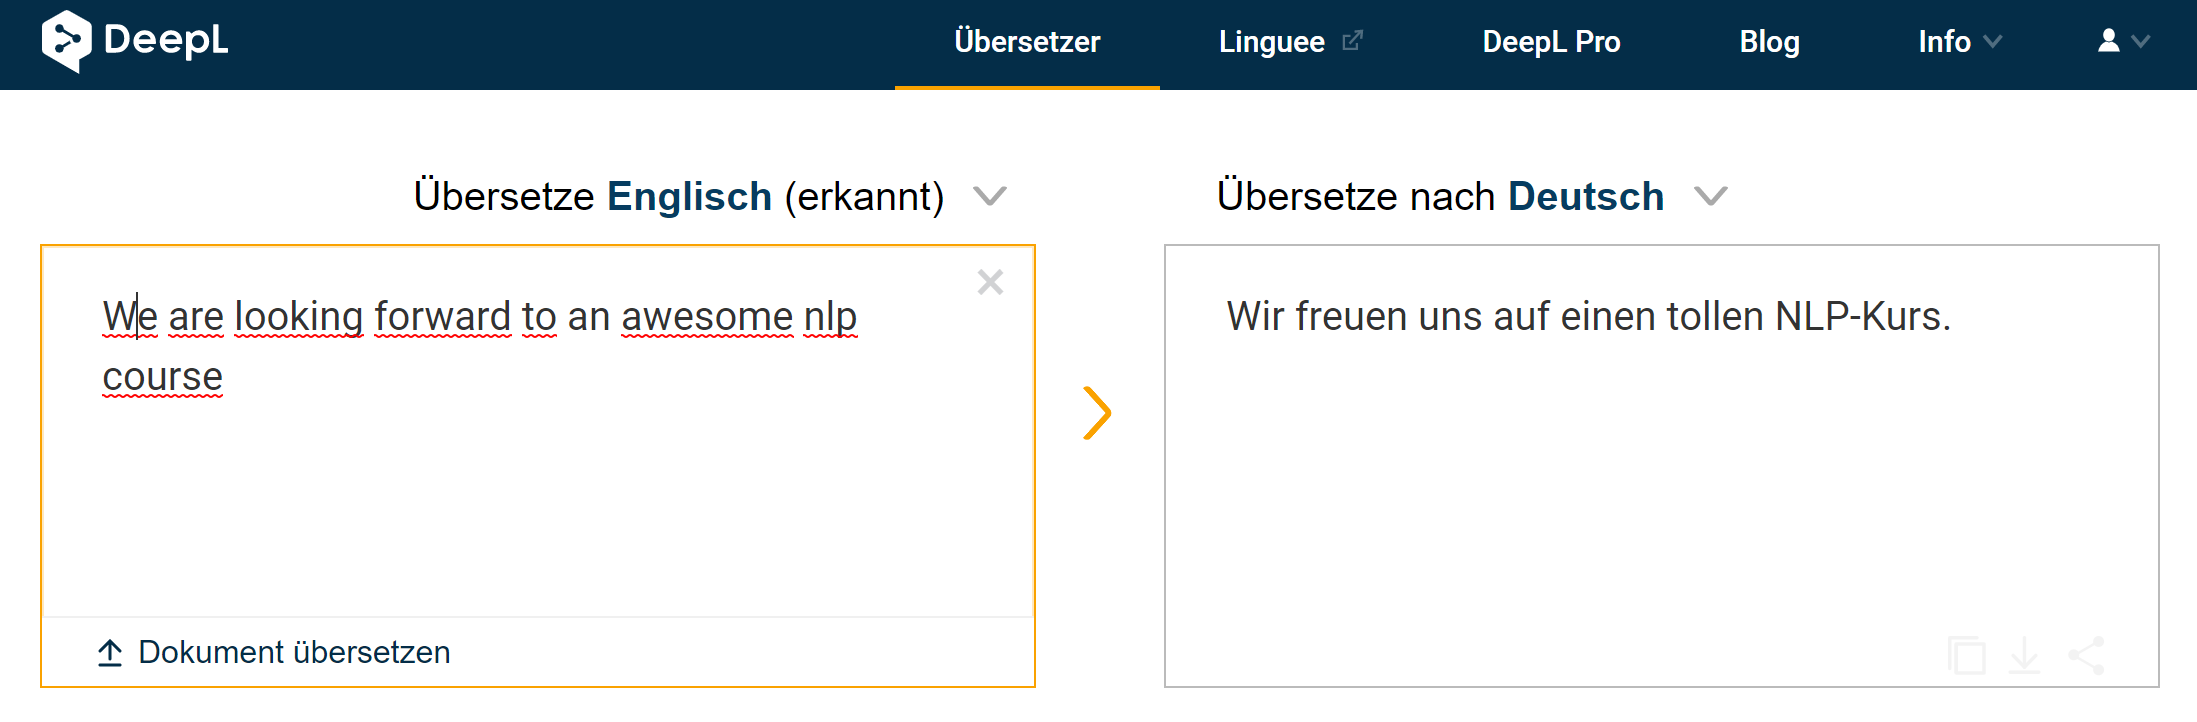 DeepL Übersetzer Linguee DeepL Pro Blog Info
Übersetze Englisch (erkannt)
Übersetze nach Deutsch
We are looking forward to an awesome nlp
course
Wir freuen uns auf einen tollen NLP-Kurs.
Dokument übersetzen